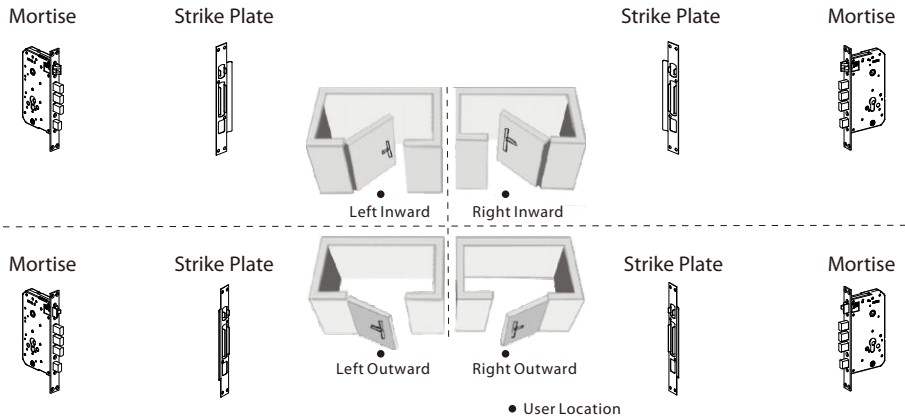 Mortise Strike Plate Strike Plate Mortise
Left Inward Right Inward
Mortise Strike Plate Strike Plate Mortise
Left Outward Right Outward
● User Location